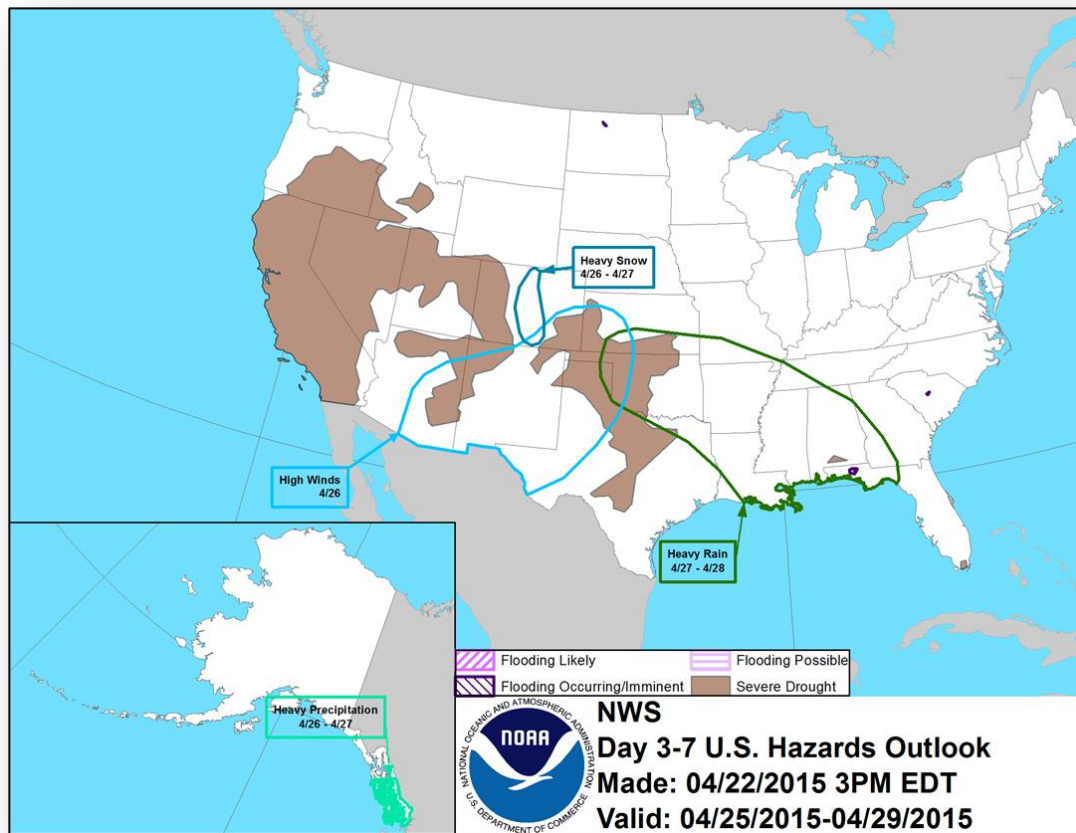 Heavy Snow
4/26 - 4/27
High Winds
4/26
Heavy Rain
4/27 - 4/28
Heavy Precipitation
4/26 - 4/27
Flooding Likely
Flooding Possible
Flooding Occurring/Imminent
Severe Drought
NATIONAL OCEANIC AND ATMOSPHERIC ADMINISTRATION
NOAA
U.S. DEPARTMENT OF COMMERCE
NWS
Day 3-7 U.S. Hazards Outlook
Made: 04/22/2015 3PM EDT
Valid: 04/25/2015-04/29/2015